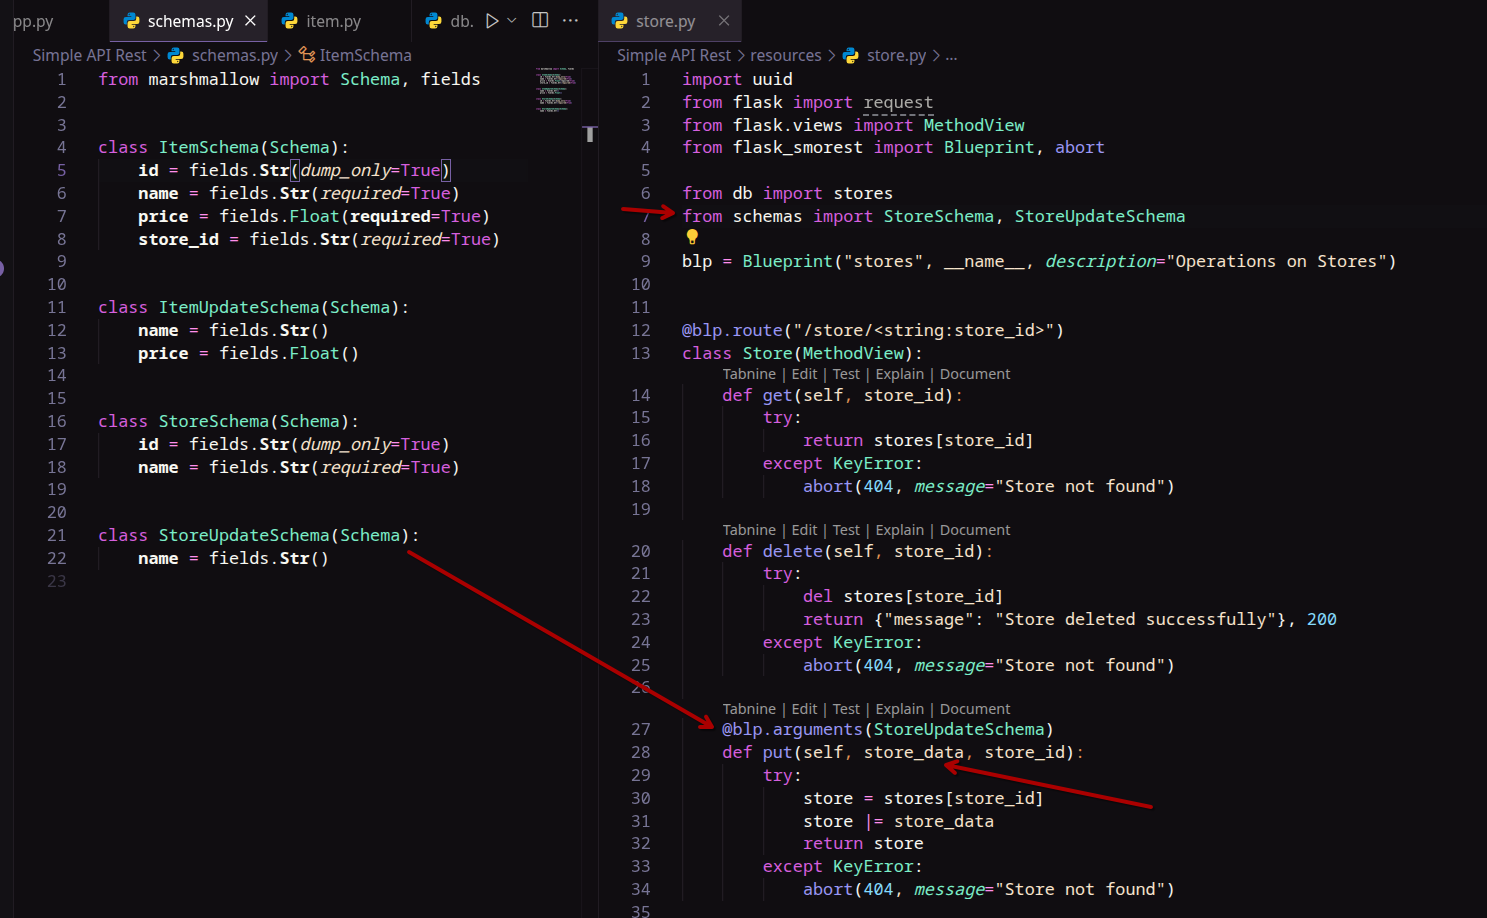 pp.py
schemas.py
item.py
db.
Simple API Rest > schemas.py > ItemSchema
1 from marshmallow import Schema, fields
2
3
4 class ItemSchema(Schema):
5 id = fields.Str(dump_only=True)
6 name = fields.Str(required=True)
7 price = fields.Float(required=True)
8 store_id = fields.Str(required=True)
9
10
11 class ItemUpdateSchema(Schema):
12 name = fields.Str()
13 price = fields.Float()
14
15
16 class StoreSchema(Schema):
17 id = fields.Str(dump_only=True)
18 name = fields.Str(required=True)
19
20
21 class StoreUpdateSchema(Schema):
22 name = fields.Str()
23
store.py
Simple API Rest > resources > store.py > ...
1 import uuid
2 from flask import request
3 from flask.views import MethodView
4 from flask_smorest import Blueprint, abort
5
6 from db import stores
7 from schemas import StoreSchema, StoreUpdateSchema
8
9 blp = Blueprint("stores", __name__, description="Operations on Stores")
10
11
12 @blp.route("/store/<string:store_id>")
13 class Store(MethodView):
Tabnine | Edit | Test | Explain | Document
14 def get(self, store_id):
15 try:
16 return stores[store_id]
17 except KeyError:
18 abort(404, message="Store not found")
19
Tabnine | Edit | Test | Explain | Document
20 def delete(self, store_id):
21 try:
22 del stores[store_id]
23 return {"message": "Store deleted successfully"}, 200
24 except KeyError:
25 abort(404, message="Store not found")
26
Tabnine | Edit | Test | Explain | Document
27 @blp.arguments(StoreUpdateSchema)
28 def put(self, store_data, store_id):
29 try:
30 store = stores[store_id]
31 store |= store_data
32 return store
33 except KeyError:
34 abort(404, message="Store not found")
35